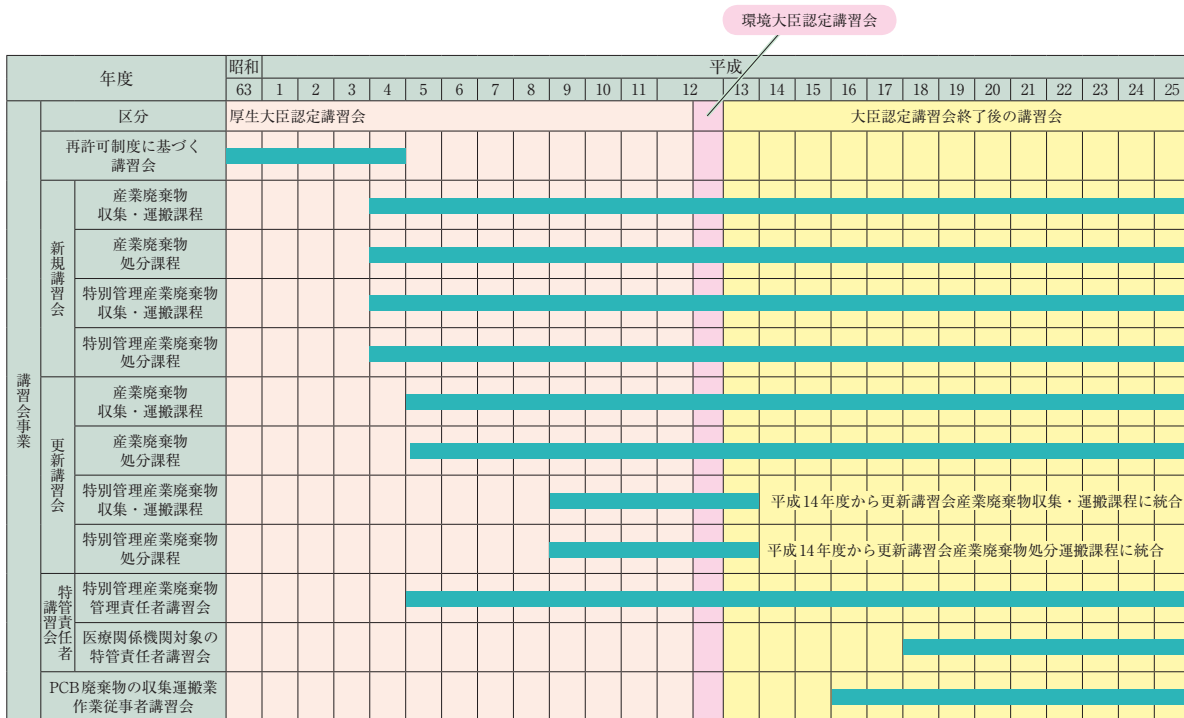 環境大臣認定講習会
年度
昭和
平成
63 1 2 3 4 5 6 7 8 9 10 11 12 13 14 15 16 17 18 19 20 21 22 23 24 25
講習会事業
区分
厚生大臣認定講習会
大臣認定講習会終了後の講習会
再許可制度に基づく
講習会
新規講習会
産業廃棄物
収集・運搬課程
産業廃棄物
処分課程
特別管理産業廃棄物
収集・運搬課程
特別管理産業廃棄物
処分課程
更新講習会
産業廃棄物
収集・運搬課程
産業廃棄物
処分課程
特別管理産業廃棄物
収集・運搬課程
平成14年度から更新講習会産業廃棄物収集・運搬課程に統合
特別管理産業廃棄物
処分課程
平成14年度から更新講習会産業廃棄物処分運搬課程に統合
特管責任者
講習会
特別管理産業廃棄物
管理責任者講習会
医療関係機関対象の
特管責任者講習会
PCB廃棄物の収集運搬業
作業従事者講習会